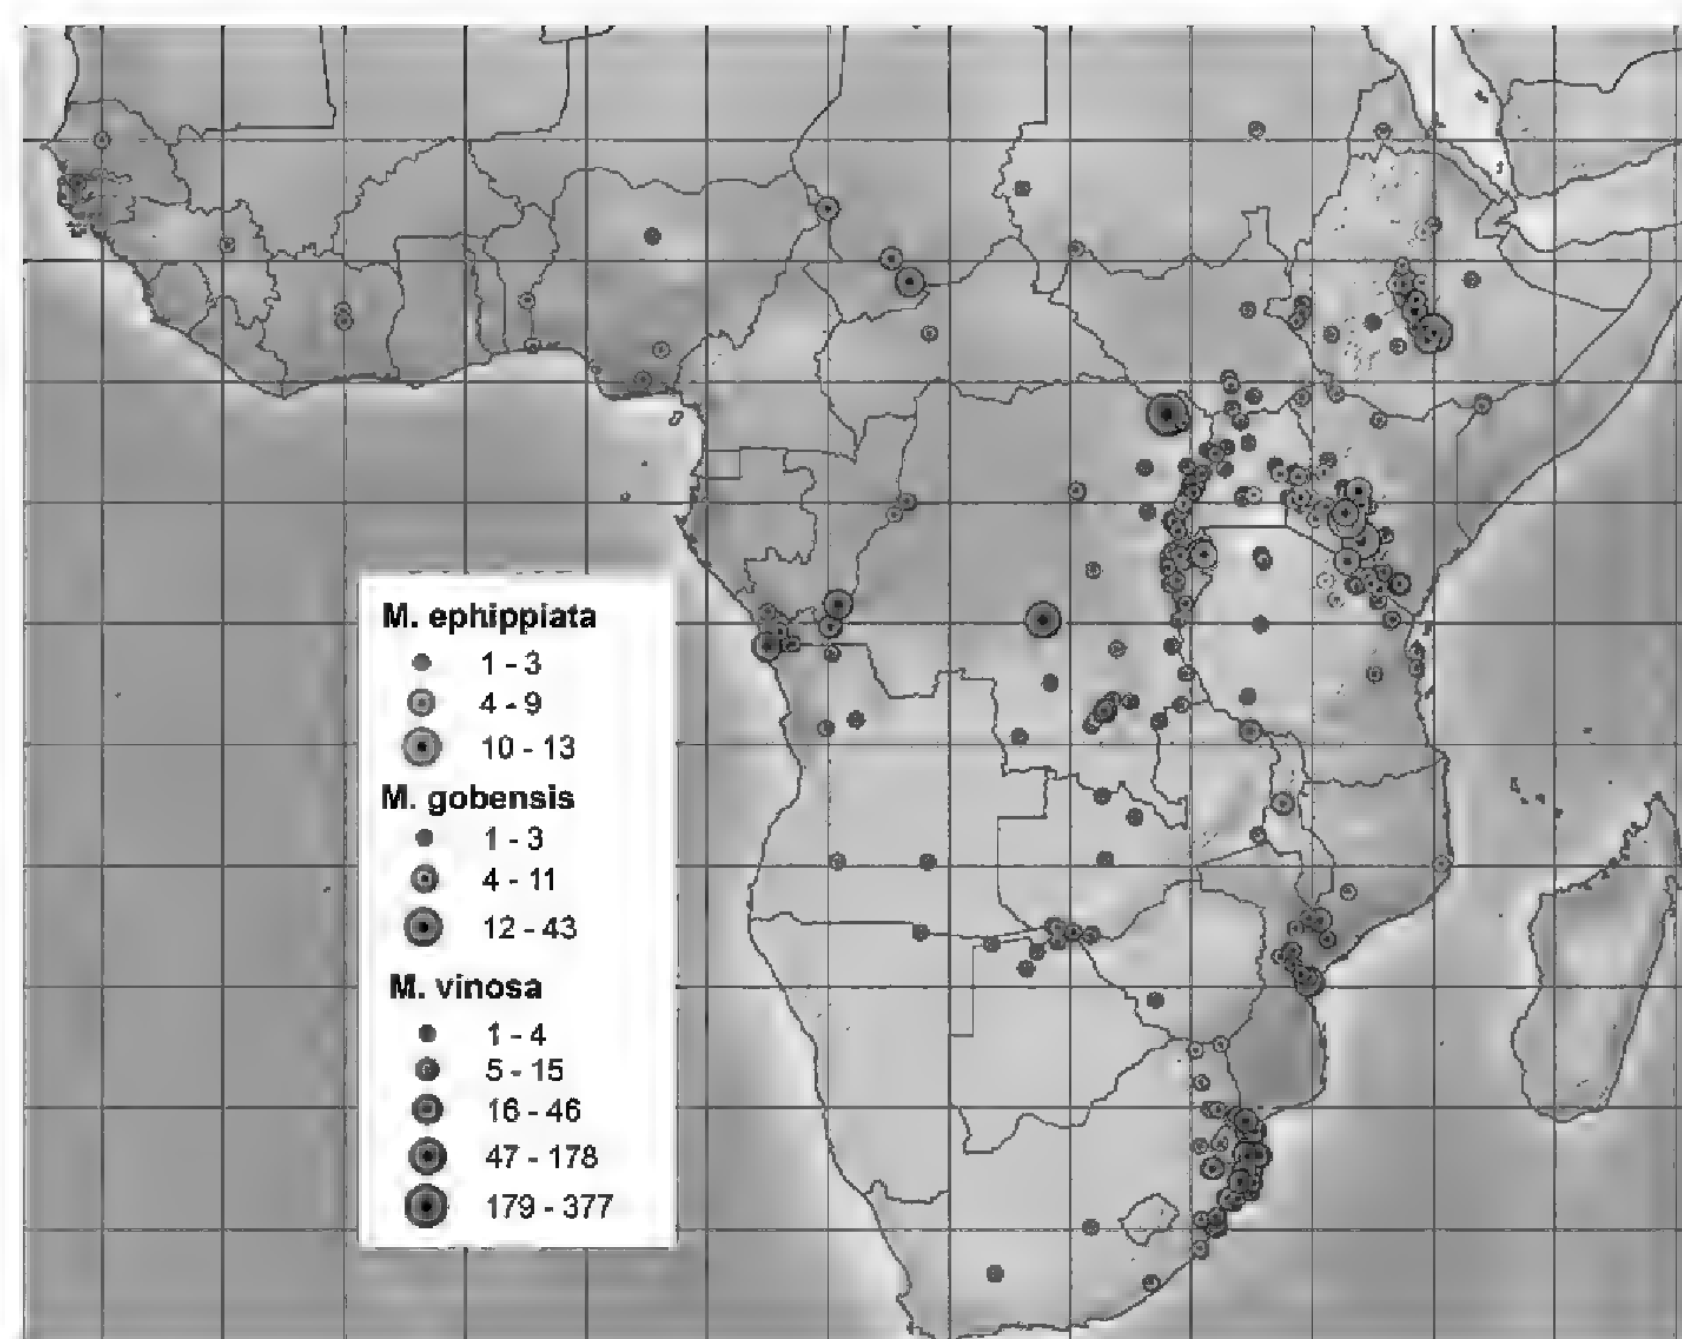 M. ephippiata
1 - 3
4 - 9
10 - 13
M. gobensis
1 - 3
4 - 11
12 - 43
M. vinosa
1 - 4
5 - 15
16 - 46
47 - 178
179 - 377